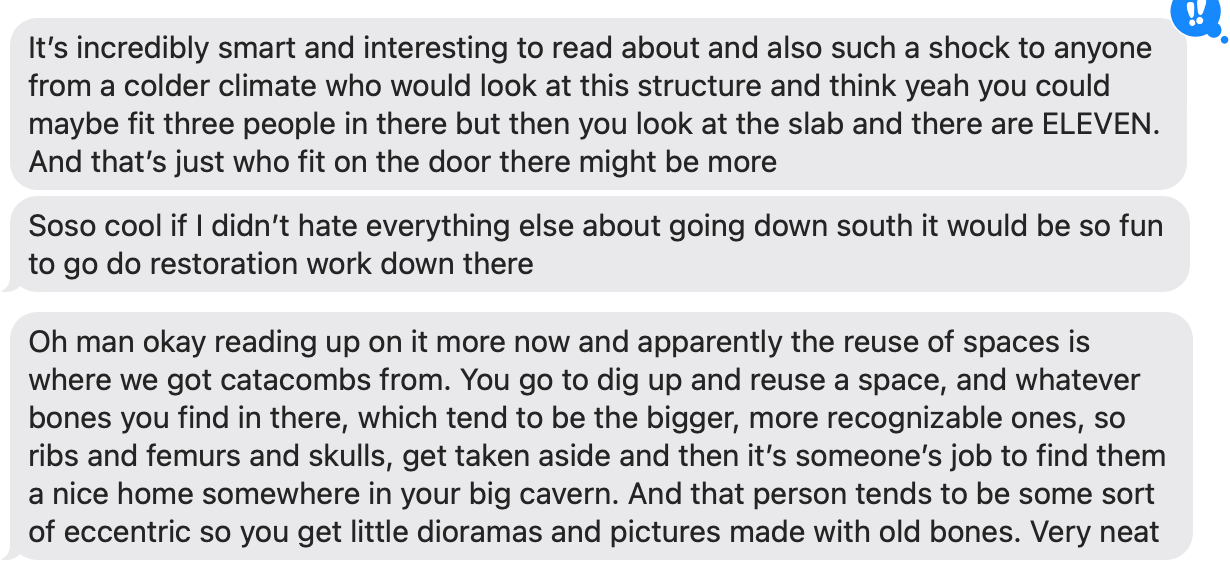 It's incredibly smart and interesting to read about and also such a shock to anyone
from a colder climate who would look at this structure and think yeah you could
maybe fit three people in there but then you look at the slab and there are ELEVEN.
And that's just who fit on the door there might be more
Soso cool if I didn't hate everything else about going down south it would be so fun
to go do restoration work down there
Oh man okay reading up on it more now and apparently the reuse of spaces is
where we got catacombs from. You go to dig up and reuse a space, and whatever
bones you find in there, which tend to be the bigger, more recognizable ones, so
ribs and femurs and skulls, get taken aside and then it's someone's job to find them
a nice home somewhere in your big cavern. And that person tends to be some sort
of eccentric so you get little dioramas and pictures made with old bones. Very neat